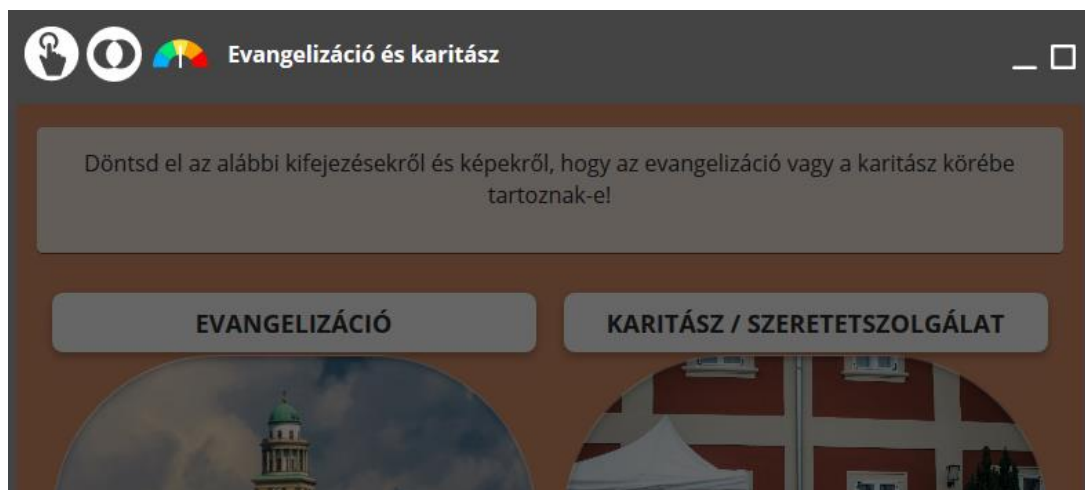 Evangelizáció és karitász
Döntsd el az alábbi kifejezésekről és képekről, hogy az evangelizáció vagy a karitász körébe
tartoznak-e!
EVANGELIZÁCIÓ
KARITÁSZ / SZERETETSZOLGÁLAT